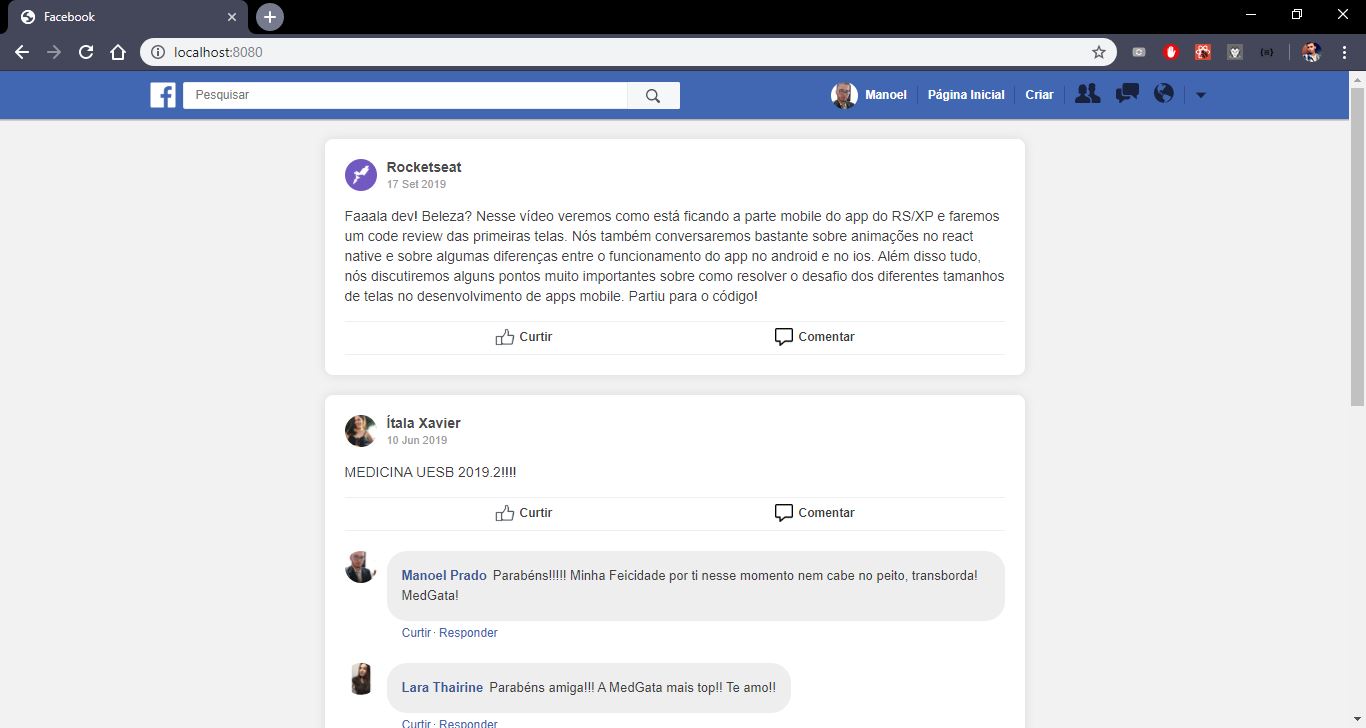 Facebook
localhost:8080
Pesquisar
Manoel
Página Inicial
Criar
Rocketseat
17 Set 2019
Faaala dev! Beleza? Nesse vídeo veremos como está ficando a parte mobile do app do RS/XP e faremos
um code review das primeiras telas. Nós também conversaremos bastante sobre animações no react
native e sobre algumas diferenças entre o funcionamento do app no android e no ios. Além disso tudo,
nós discutiremos alguns pontos muito importantes sobre como resolver o desafio dos diferentes tamanhos
de telas no desenvolvimento de apps mobile. Partiu para o código!
Curtir
Comentar
Ítala Xavier
10 Jun 2019
MEDICINA UESB 2019.2!!!!
Curtir
Comentar
Manoel Prado Parabéns!!!!! Minha Feicidade por ti nesse momento nem cabe no peito, transborda!
MedGata!
Curtir · Responder
Lara Thairine Parabéns amiga!!! A MedGata mais top!! Te amo!!
Curtir · Responder